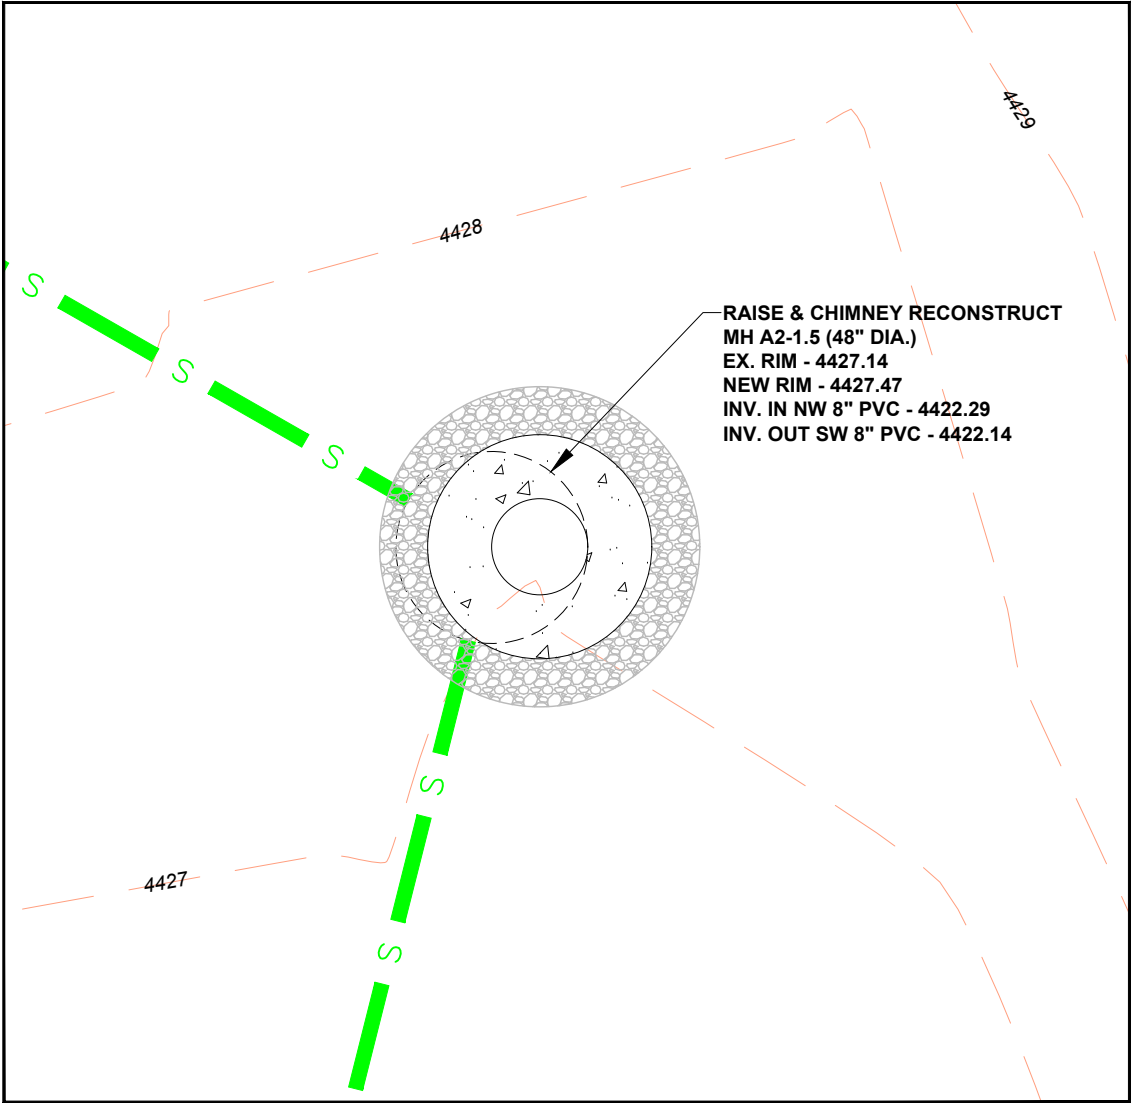 4429
4428
S
RAISE & CHIMNEY RECONSTRUCT
MH A2-1.5 (48" DIA.)
EX. RIM - 4427.14
NEW RIM - 4427.47
INV. IN NW 8" PVC - 4422.29
INV. OUT SW 8" PVC - 4422.14
S
S
S
4427
S